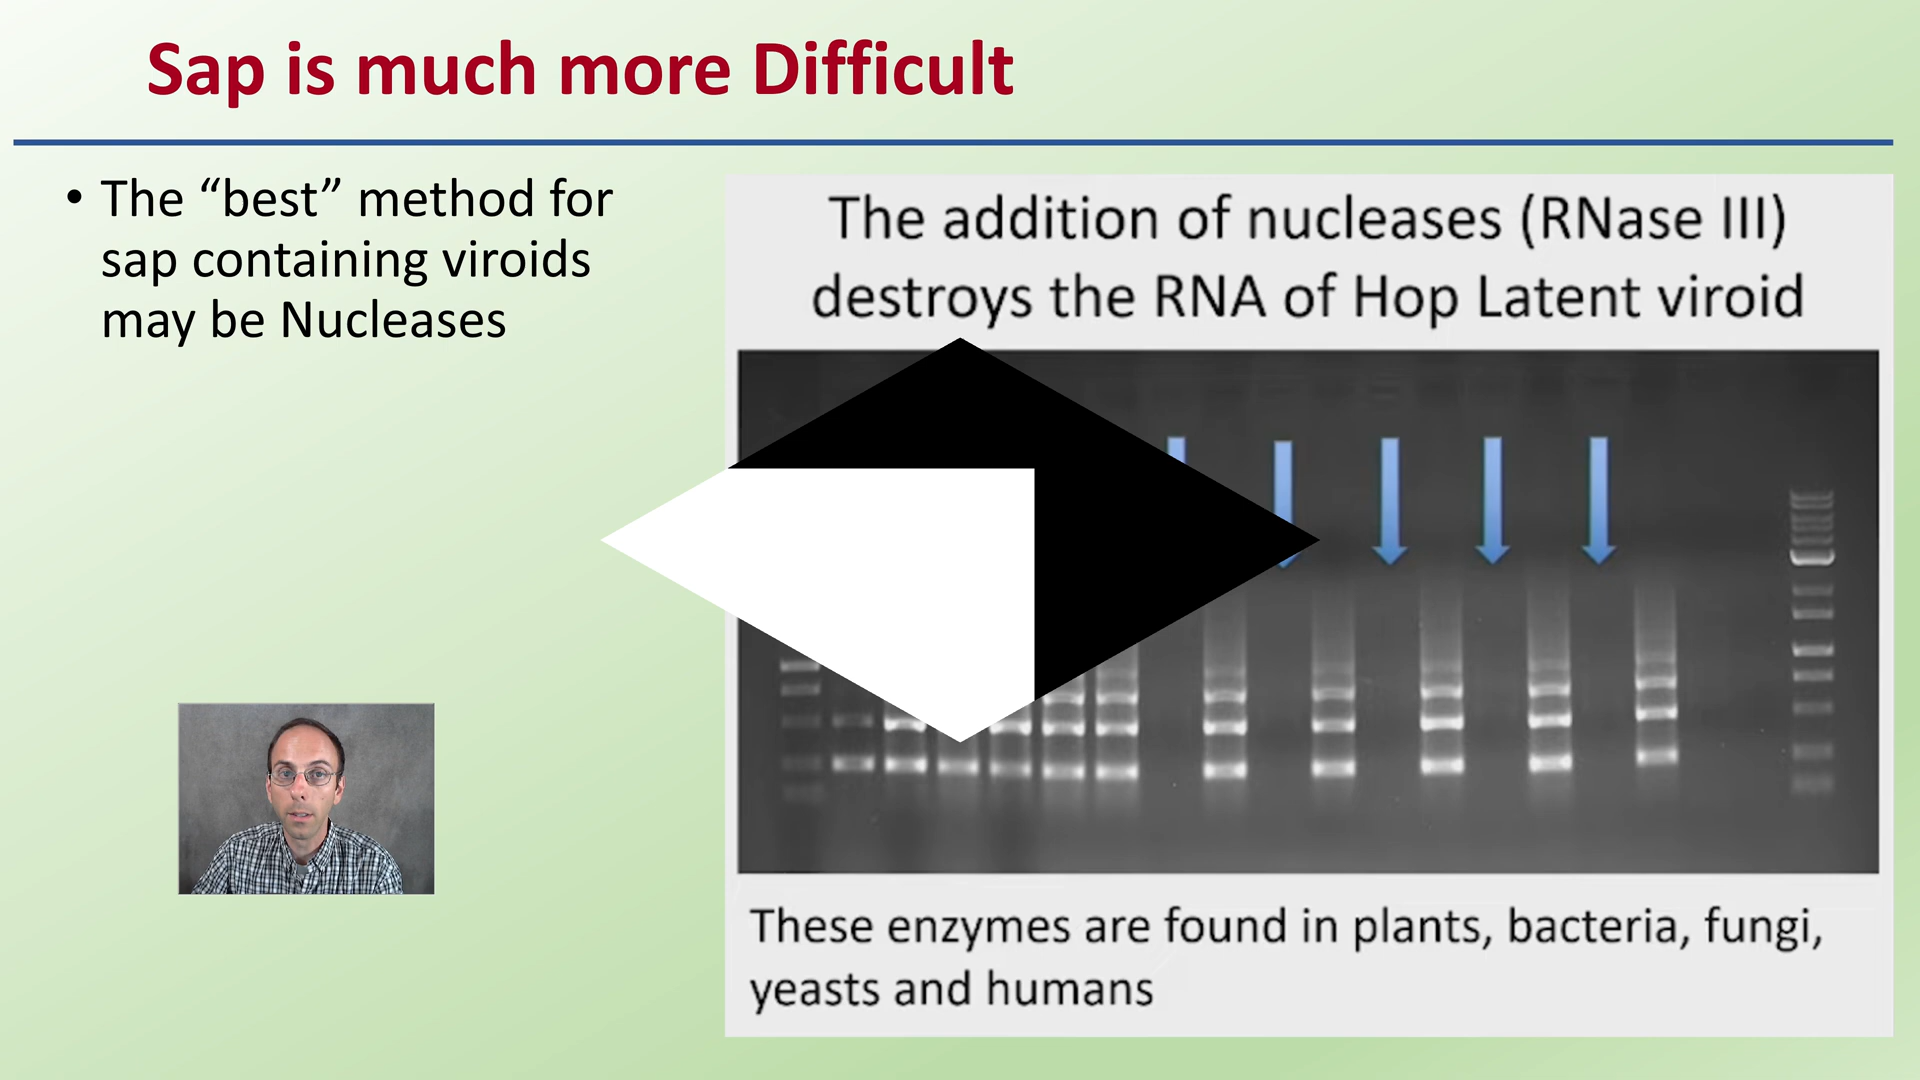 Sap is much more Difficult
• The “best” method for
sap containing viroids
may be Nucleases
The addition of nucleases (RNase III)
destroys the RNA of Hop Latent viroid
These enzymes are found in plants, bacteria, fungi,
yeasts and humans